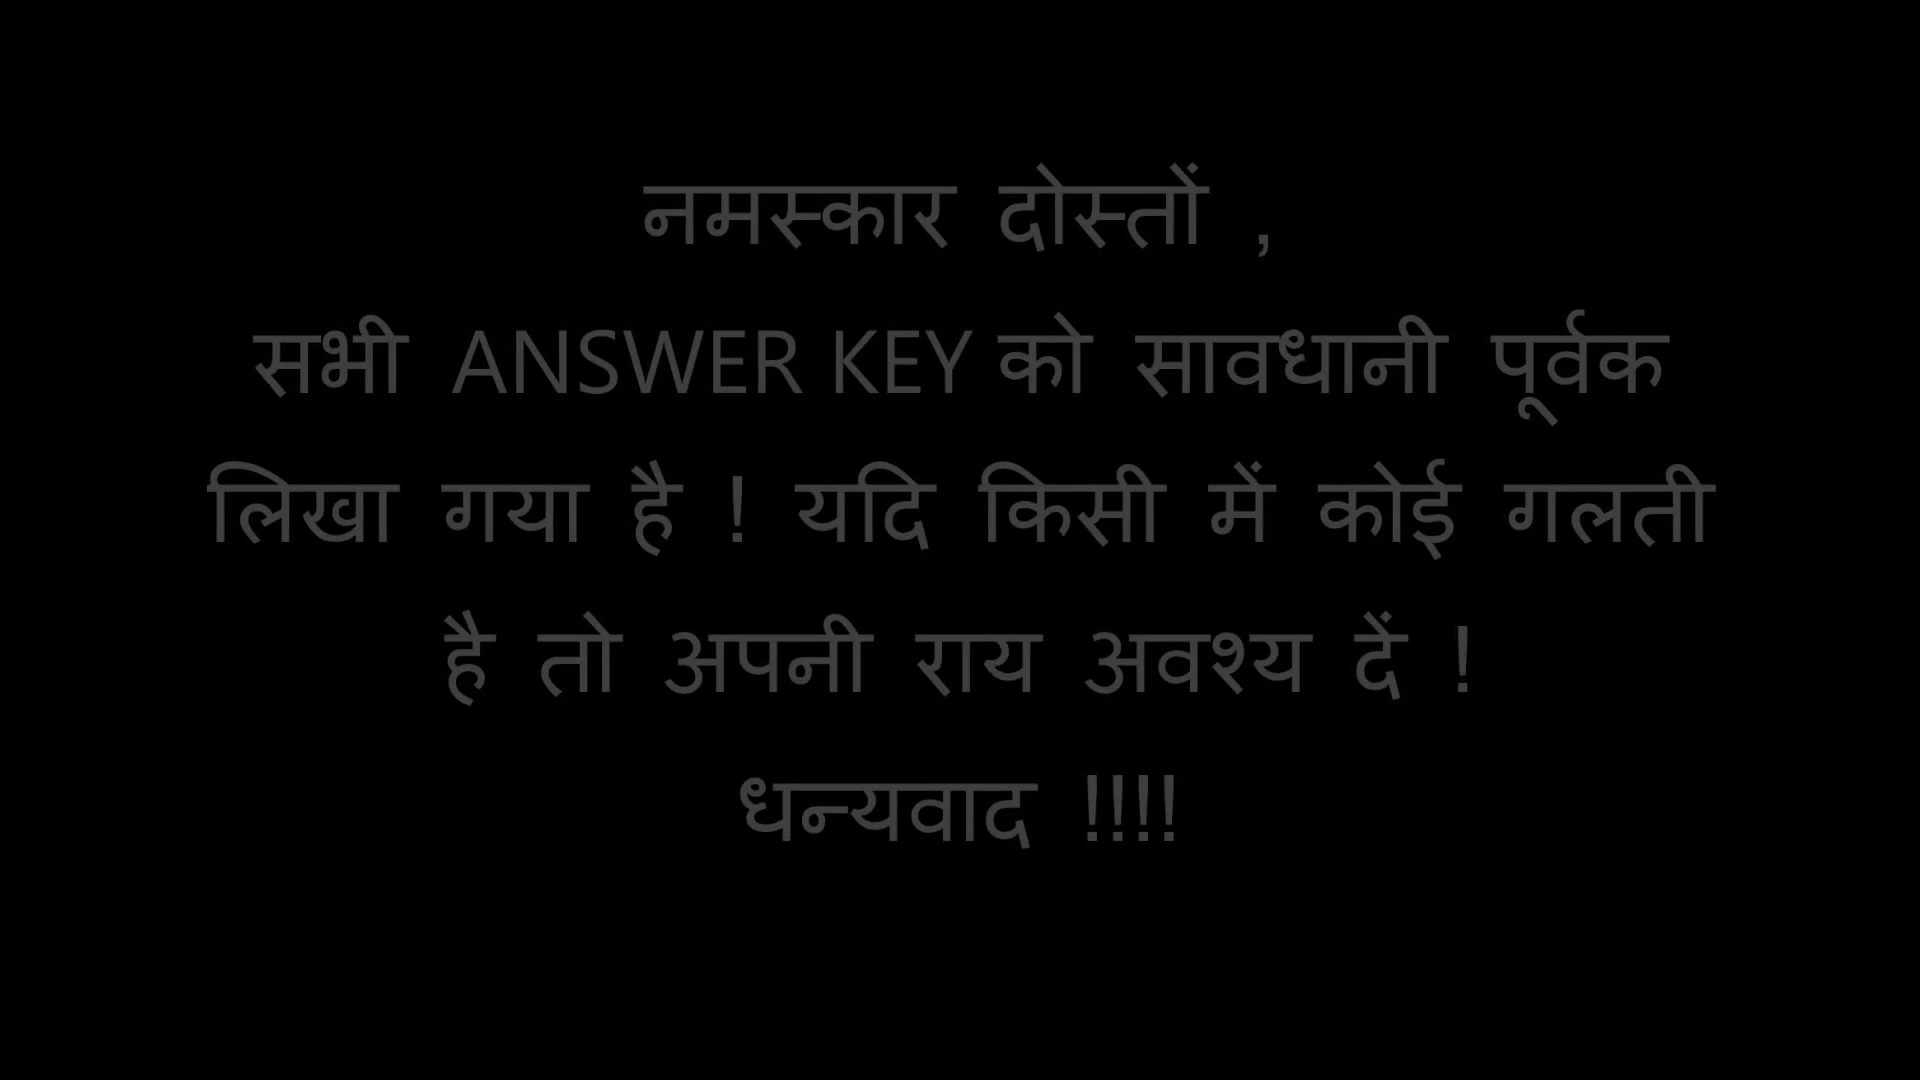 नमस्कार दोस्तों ,
सभी ANSWER KEY को सावधानी पूर्वक
लिखा गया है ! यदि किसी में कोई गलती
है तो अपनी राय अवश्य दें !
धन्यवाद !!!!